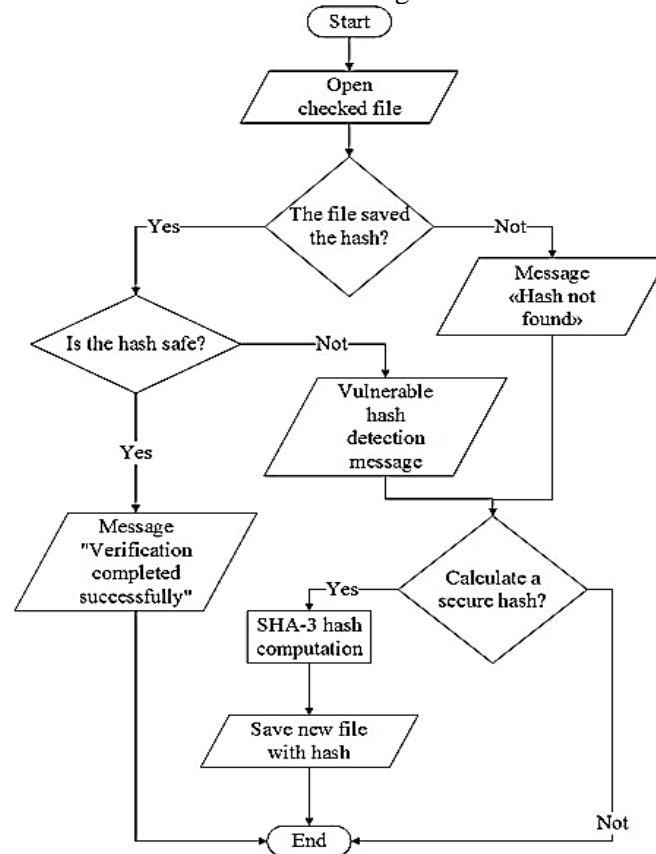 Start
Open
checked file
The file saved
the hash?
Yes
Not
Message
«Hash not
found»
Is the hash safe?
Not
Vulnerable
hash
detection
message
Yes
Message
"Verification
completed
successfully"
Calculate a
secure hash?
Yes
SHA-3 hash
computation
Save new file
with hash
Not
End